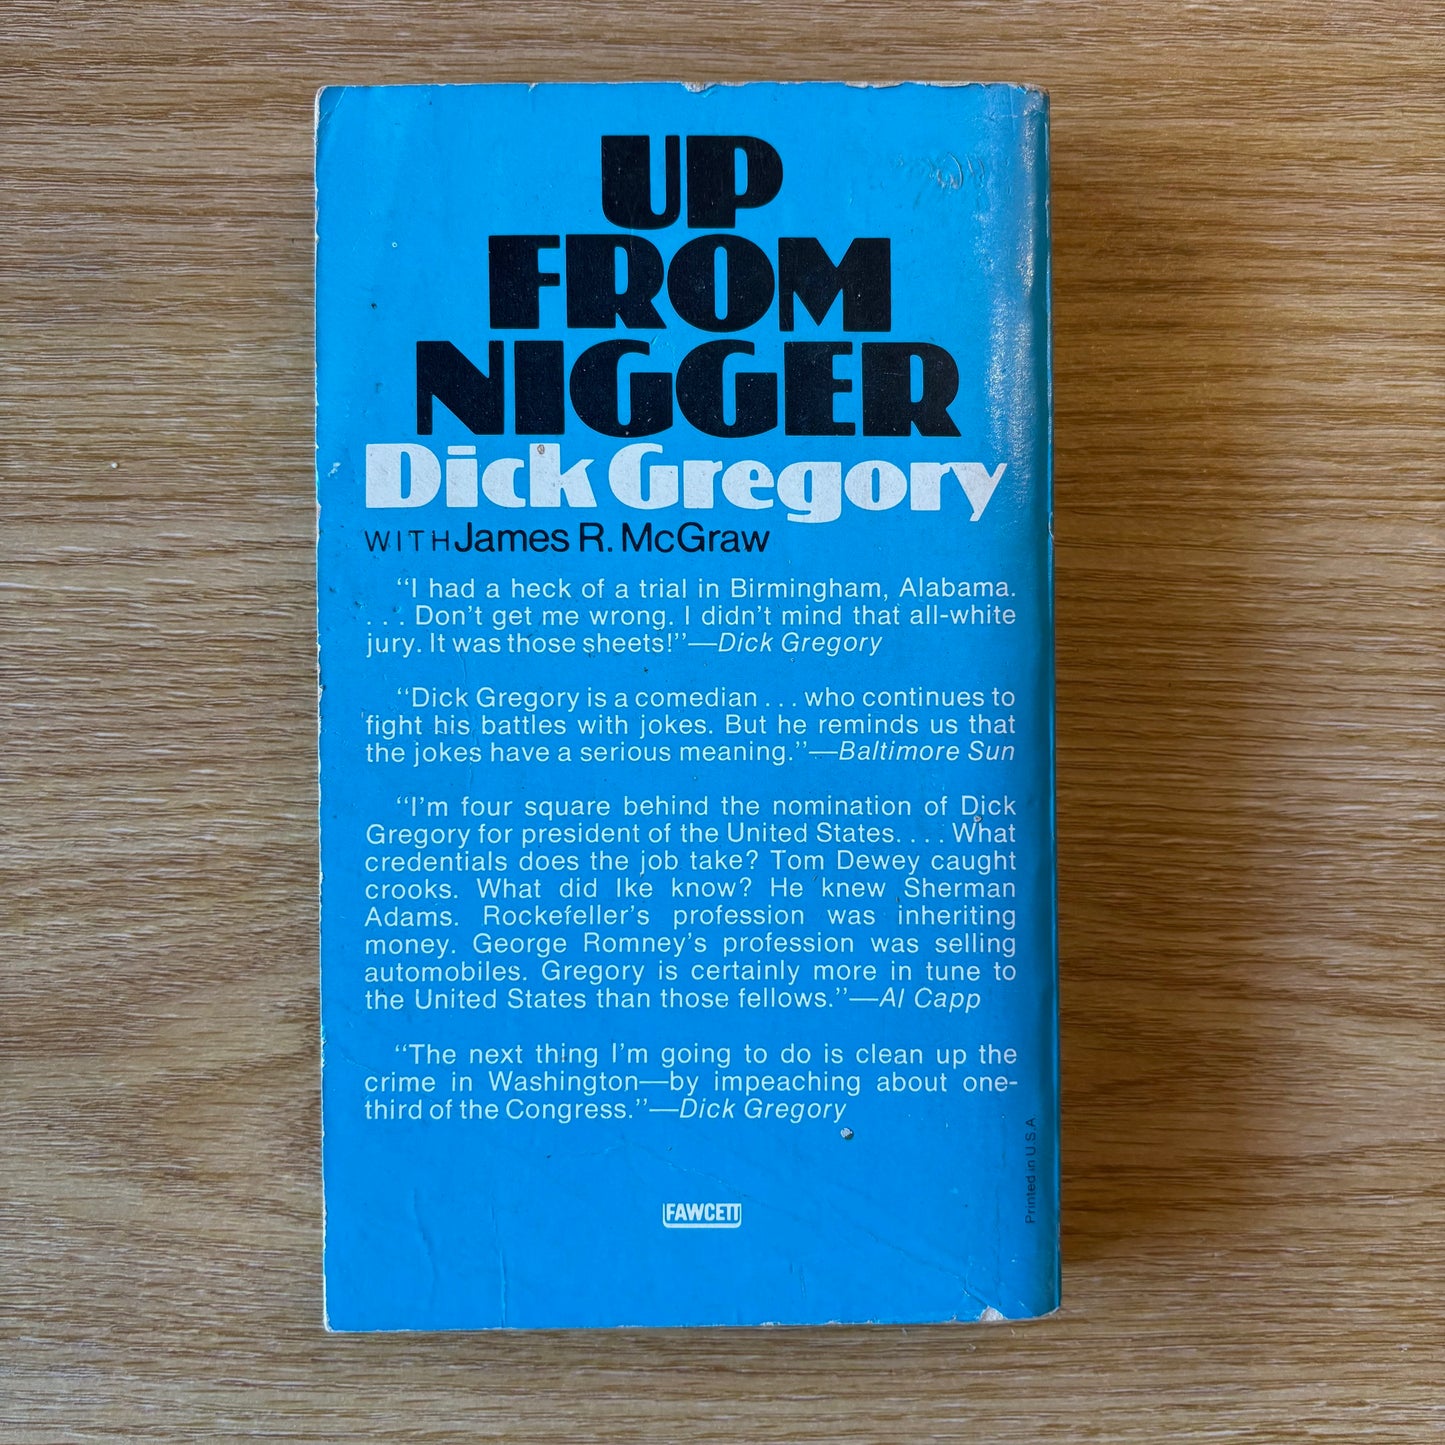 UP
FROM
NIGGER
Dick Gregory
WITH James R. McGraw
"I had a heck of a trial in Birmingham, Alabama.
. . . Don't get me wrong. I didn't mind that all-white
jury. It was those sheets!"—Dick Gregory
"Dick Gregory is a comedian . . . who continues to
fight his battles with jokes. But he reminds us that
the jokes have a serious meaning."—Baltimore Sun
"I'm four square behind the nomination of Dick
Gregory for president of the United States. . . . What
credentials does the job take? Tom Dewey caught
crooks. What did Ike know? He knew Sherman
Adams. Rockefeller's profession was inheriting
money. George Romney's profession was selling
automobiles. Gregory is certainly more in tune to
the United States than those fellows."—Al Capp
"The next thing I'm going to do is clean up the
crime in Washington—by impeaching about one-
third of the Congress."—Dick Gregory
Printed in U.S.A
FAWCETT